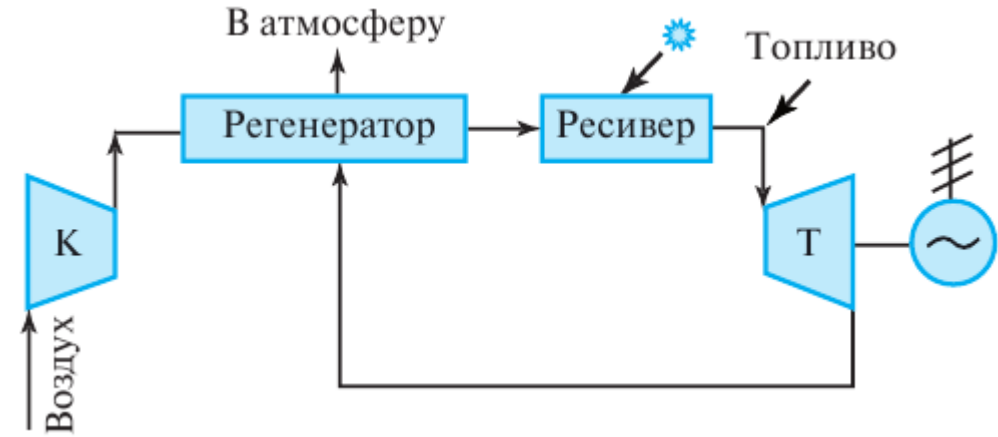 В атмосферу
Топливо
Регенератор
Ресивер
К
Т
Воздух